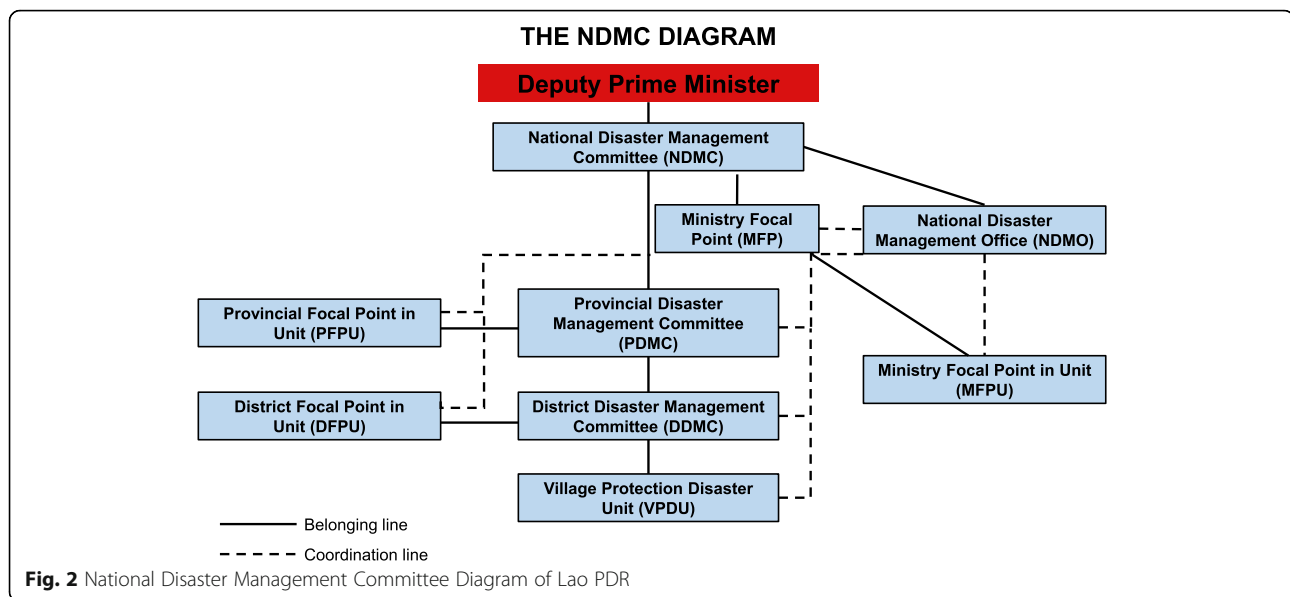 THE NDMC DIAGRAM
Deputy Prime Minister
National Disaster Management
Committee (NDMC)
Ministry Focal
Point (MFP)
National Disaster
Management Office (NDMO)
Provincial Focal Point in
Unit (PFPU)
Provincial Disaster
Management Committee
(PDMC)
Ministry Focal Point in Unit
(MFPU)
District Focal Point in
Unit (DFPU)
District Disaster Management
Committee (DDMC)
Village Protection Disaster
Unit (VPDU)
Belonging line
Coordination line
Fig. 2 National Disaster Management Committee Diagram of Lao PDR